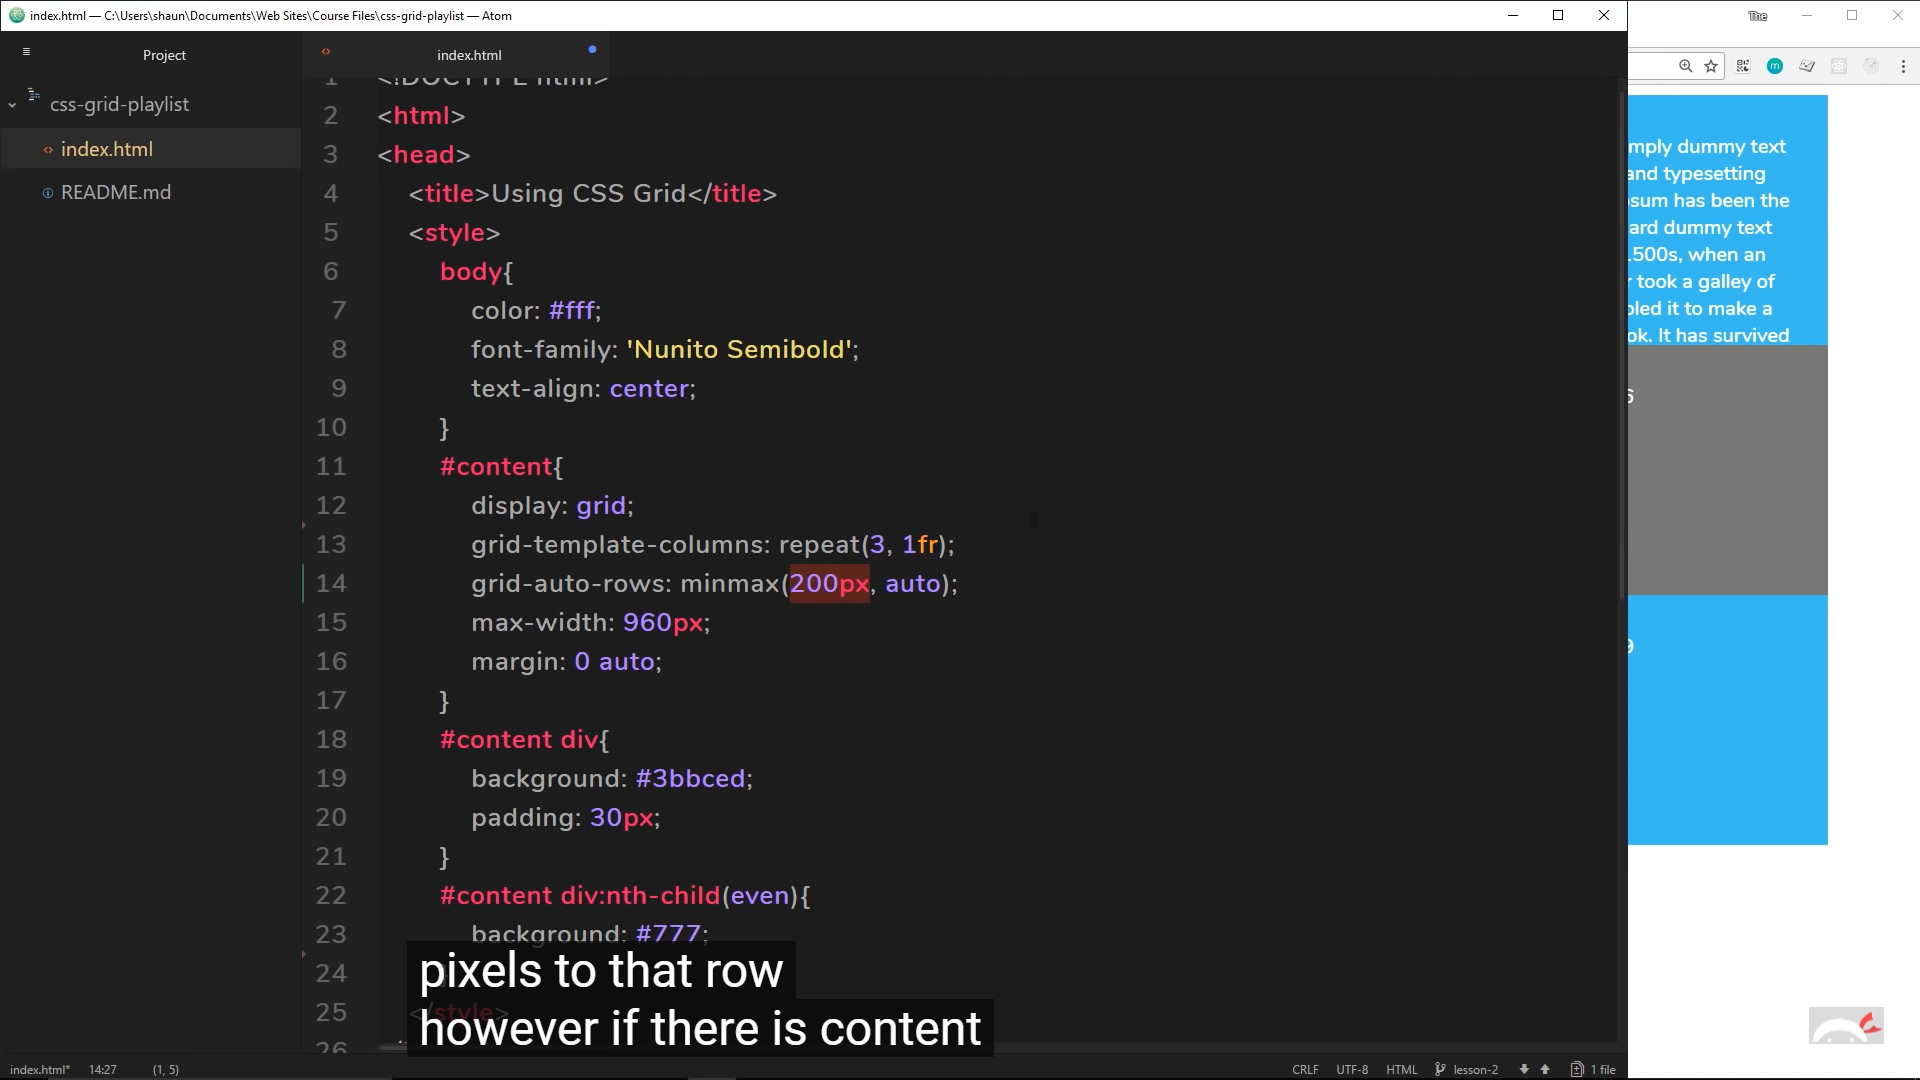 index.html — C:\Users\shaun\Documents\Web Sites\Course Files\css-grid-playlist — Atom
The
Project
index.html
css-grid-playlist
index.html
README.md
1 <!DOCTYPE html>
2 <html>
3 <head>
4 <title>Using CSS Grid</title>
5 <style>
6 body{
7 color: #fff;
8 font-family: 'Nunito Semibold';
9 text-align: center;
10 }
11 #content{
12 display: grid;
13 grid-template-columns: repeat(3, 1fr);
14 grid-auto-rows: minmax(200px, auto);
15 max-width: 960px;
16 margin: 0 auto;
17 }
18 #content div{
19 background: #3bbced;
20 padding: 30px;
21 }
22 #content div:nth-child(even){
23 background: #777;
24
25 </style>
26
mply dummy text
and typesetting
sum has been the
ard dummy text
1500s, when an
r took a galley of
bled it to make a
ok. It has survived
6
9
pixels to that row
however if there is content
index.html* 14:27 (1, 5)
CRLF UTF-8 HTML lesson-2 1 file